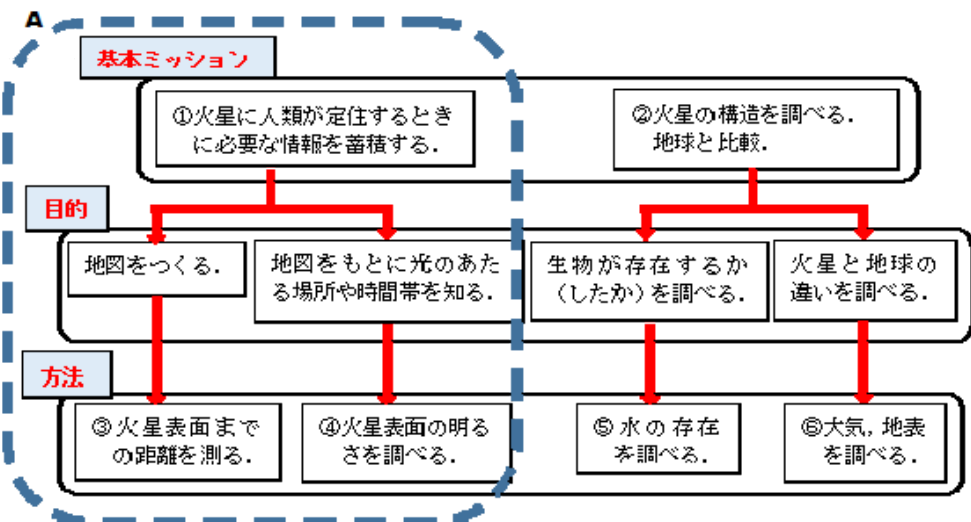 A
基本ミッション
①火星に人類が定住するとき
に必要な情報を蓄積する．
②火星の構造を調べる．
地球と比較．
目的
地図をつくる．
地図をもとに光のあた
る場所や時間帯を知る．
生物が存在するか
（したか）を調べる．
火星と地球の
違いを調べる．
方法
③火星表面まで
の距離を測る．
④火星表面の明る
さを調べる．
⑤水の存在
を調べる．
⑥大気，地表
を調べる．